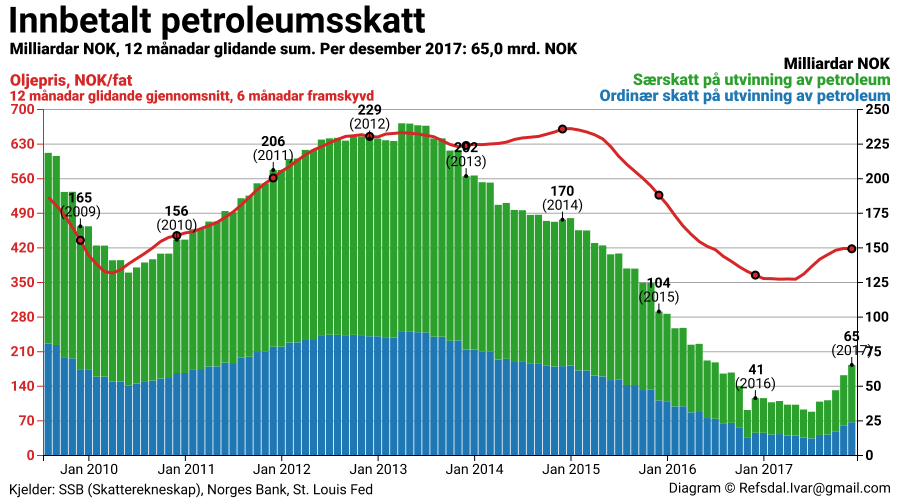 Innbetalt petroleumsskatt
Milliardar NOK, 12 månadar glidande sum. Per desember 2017: 65,0 mrd. NOK
Milliardar NOK
Oljepris, NOK/fat
Særskatt på utvinning av petroleum
12 månadar glidande gjennomsnitt, 6 månadar framskyvd
Ordinær skatt på utvinning av petroleum
700
250
630
225
560
200
490
175
420
150
350
125
280
100
210
75
140
50
70
25
0
0
165
(2009)
156
(2010)
206
(2011)
229
(2012)
202
(2013)
170
(2014)
104
(2015)
41
(2016)
65
(2017)
Jan 2010
Jan 2011
Jan 2012
Jan 2013
Jan 2014
Jan 2015
Jan 2016
Jan 2017
Kjelder: SSB (Skatterekneskap), Norges Bank, St. Louis Fed
Diagram © Refsdal.Ivar@gmail.com